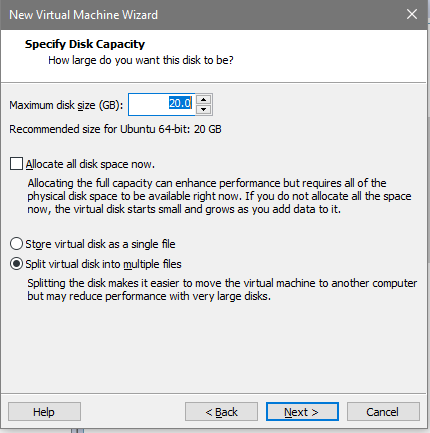 New Virtual Machine Wizard
Specify Disk Capacity
How large do you want this disk to be?
Maximum disk size (GB): 20.0
Recommended size for Ubuntu 64-bit: 20 GB
Allocate all disk space now.
Allocating the full capacity can enhance performance but requires all of the
physical disk space to be available right now. If you do not allocate all the space
now, the virtual disk starts small and grows as you add data to it.
Store virtual disk as a single file
Split virtual disk into multiple files
Splitting the disk makes it easier to move the virtual machine to another computer
but may reduce performance with very large disks.
Help < Back Next > Cancel